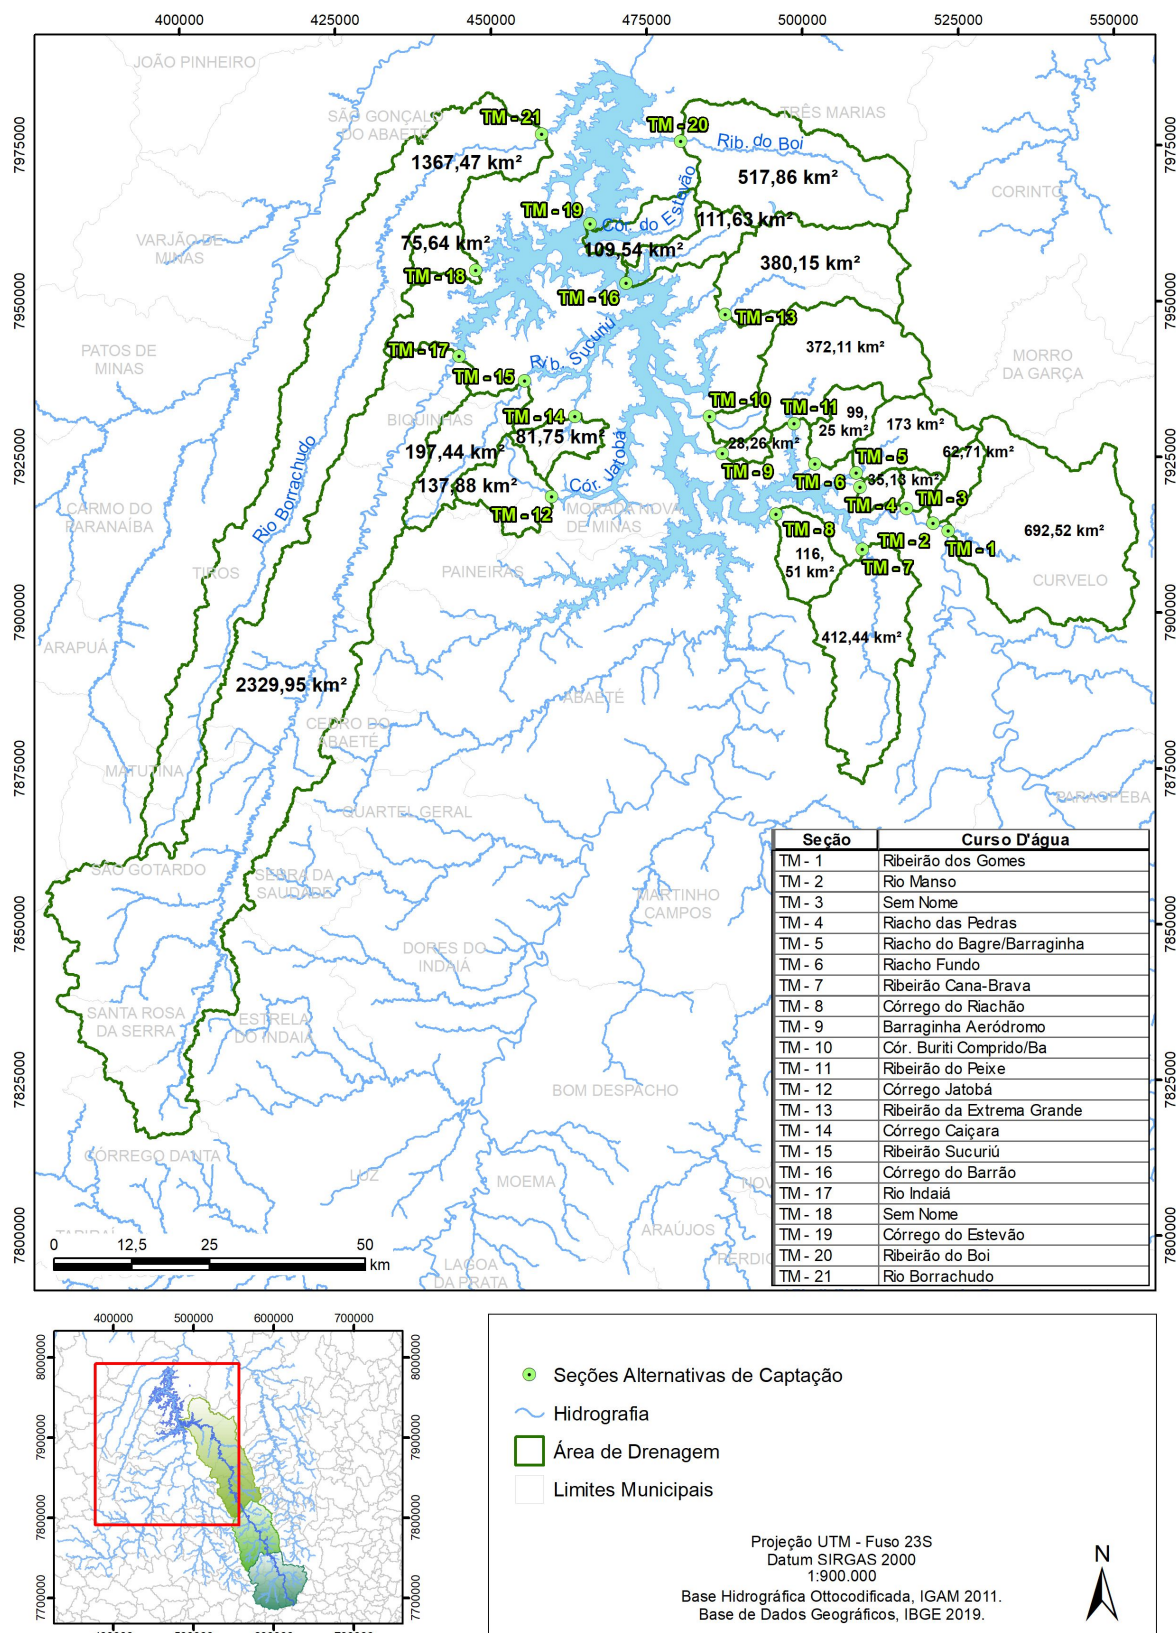 400000 425000 450000 475000 500000 525000 550000
7975000 7950000 7925000 7900000 7875000 7850000 7825000 7800000
7975000 7950000 7925000 7900000 7875000 7850000 7825000 7800000
JOÃO PINHEIRO
SÃO GONÇALO
DO ABAETÉ
TM - 21
TM - 20
TRÊS MARIAS
Rib. do Boi
1367,47 km²
517,86 km²
CORINTO
TM - 19
Cór. do Estevão
111,63 km²
VARJÃO DE
MINAS
75,64 km²
109,54 km²
380,15 km²
TM - 18
TM - 16
TM - 13
Rib. Sucuriú
372,11 km²
PATOS DE
MINAS
TM - 17
TM - 15
MORRO
DA GARÇA
TM - 10
TM - 11
BIQUINHAS
TM - 14
99,
25 km²
173 km²
81,75 km²
28,26 km²
62,71 km²
Rio Borrachudo
197,44 km²
TM - 5
TM - 9
TM - 6
35,13 km²
137,88 km²
Cór. Jatobá
CARMO DO
PARANAÍBA
TM - 12
MORADA NOVA
DE MINAS
TM - 4
TM - 3
TM - 8
TM - 2
TM - 1
692,52 km²
116,
51 km²
TM - 7
TIROS
PAINEIRAS
CURVELO
ARAPUÁ
412,44 km²
2329,95 km²
ABAETÉ
CEDRO DO
ABAETÉ
MATUTINA
PARAOPEBA
QUARTEL GERAL
SÃO GOTARDO
SERRA DA
SAUDADE
MARTINHO
CAMPOS
DORES DO
INDAIÁ
SANTA ROSA
DA SERRA
ESTRELA
DO INDAIÁ
BOM DESPACHO
CÓRREGO DANTA
LUZ
MOEMA
ARAÚJOS
LAGOA
DA PRATA
0 12,5 25 50
km
Seção Curso D'água
TM - 1 Ribeirão dos Gomes
TM - 2 Rio Manso
TM - 3 Sem Nome
TM - 4 Riacho das Pedras
TM - 5 Riacho do Bagre/Barraginha
TM - 6 Riacho Fundo
TM - 7 Ribeirão Cana-Brava
TM - 8 Córrego do Riachão
TM - 9 Barraginha Aeródromo
TM - 10 Cór. Buriti Comprido/Ba
TM - 11 Ribeirão do Peixe
TM - 12 Córrego Jatobá
TM - 13 Ribeirão da Extrema Grande
TM - 14 Córrego Caiçara
TM - 15 Ribeirão Sucuriú
TM - 16 Córrego do Barrão
TM - 17 Rio Indaiá
TM - 18 Sem Nome
TM - 19 Córrego do Estevão
TM - 20 Ribeirão do Boi
TM - 21 Rio Borrachudo
400000 500000 600000 700000
8000000 7900000 7800000 7700000
8000000 7900000 7800000 7700000
Seções Alternativas de Captação
Hidrografia
Área de Drenagem
Limites Municipais
Projeção UTM - Fuso 23S
Datum SIRGAS 2000
1:900.000
Base Hidrográfica Ottocodificada, IGAM 2011.
Base de Dados Geográficos, IBGE 2019.
N